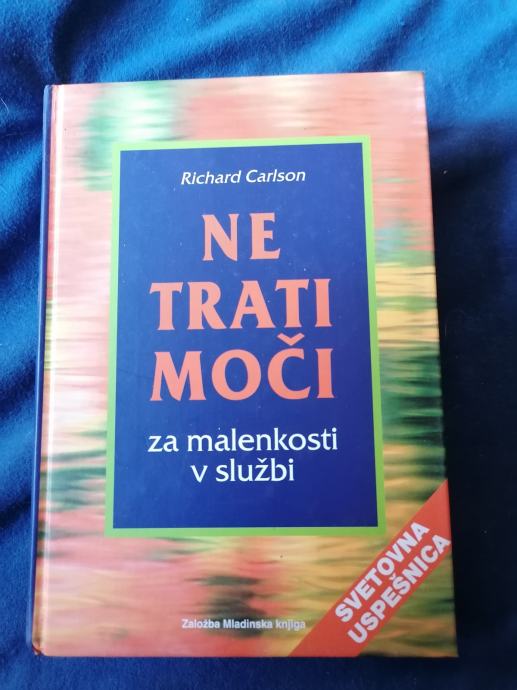 Richard Carlson
NE
TRATI
MOČI
za malenkosti
v službi
SVETOVNA
USPEŠNICA
Založba Mladinska knjiga